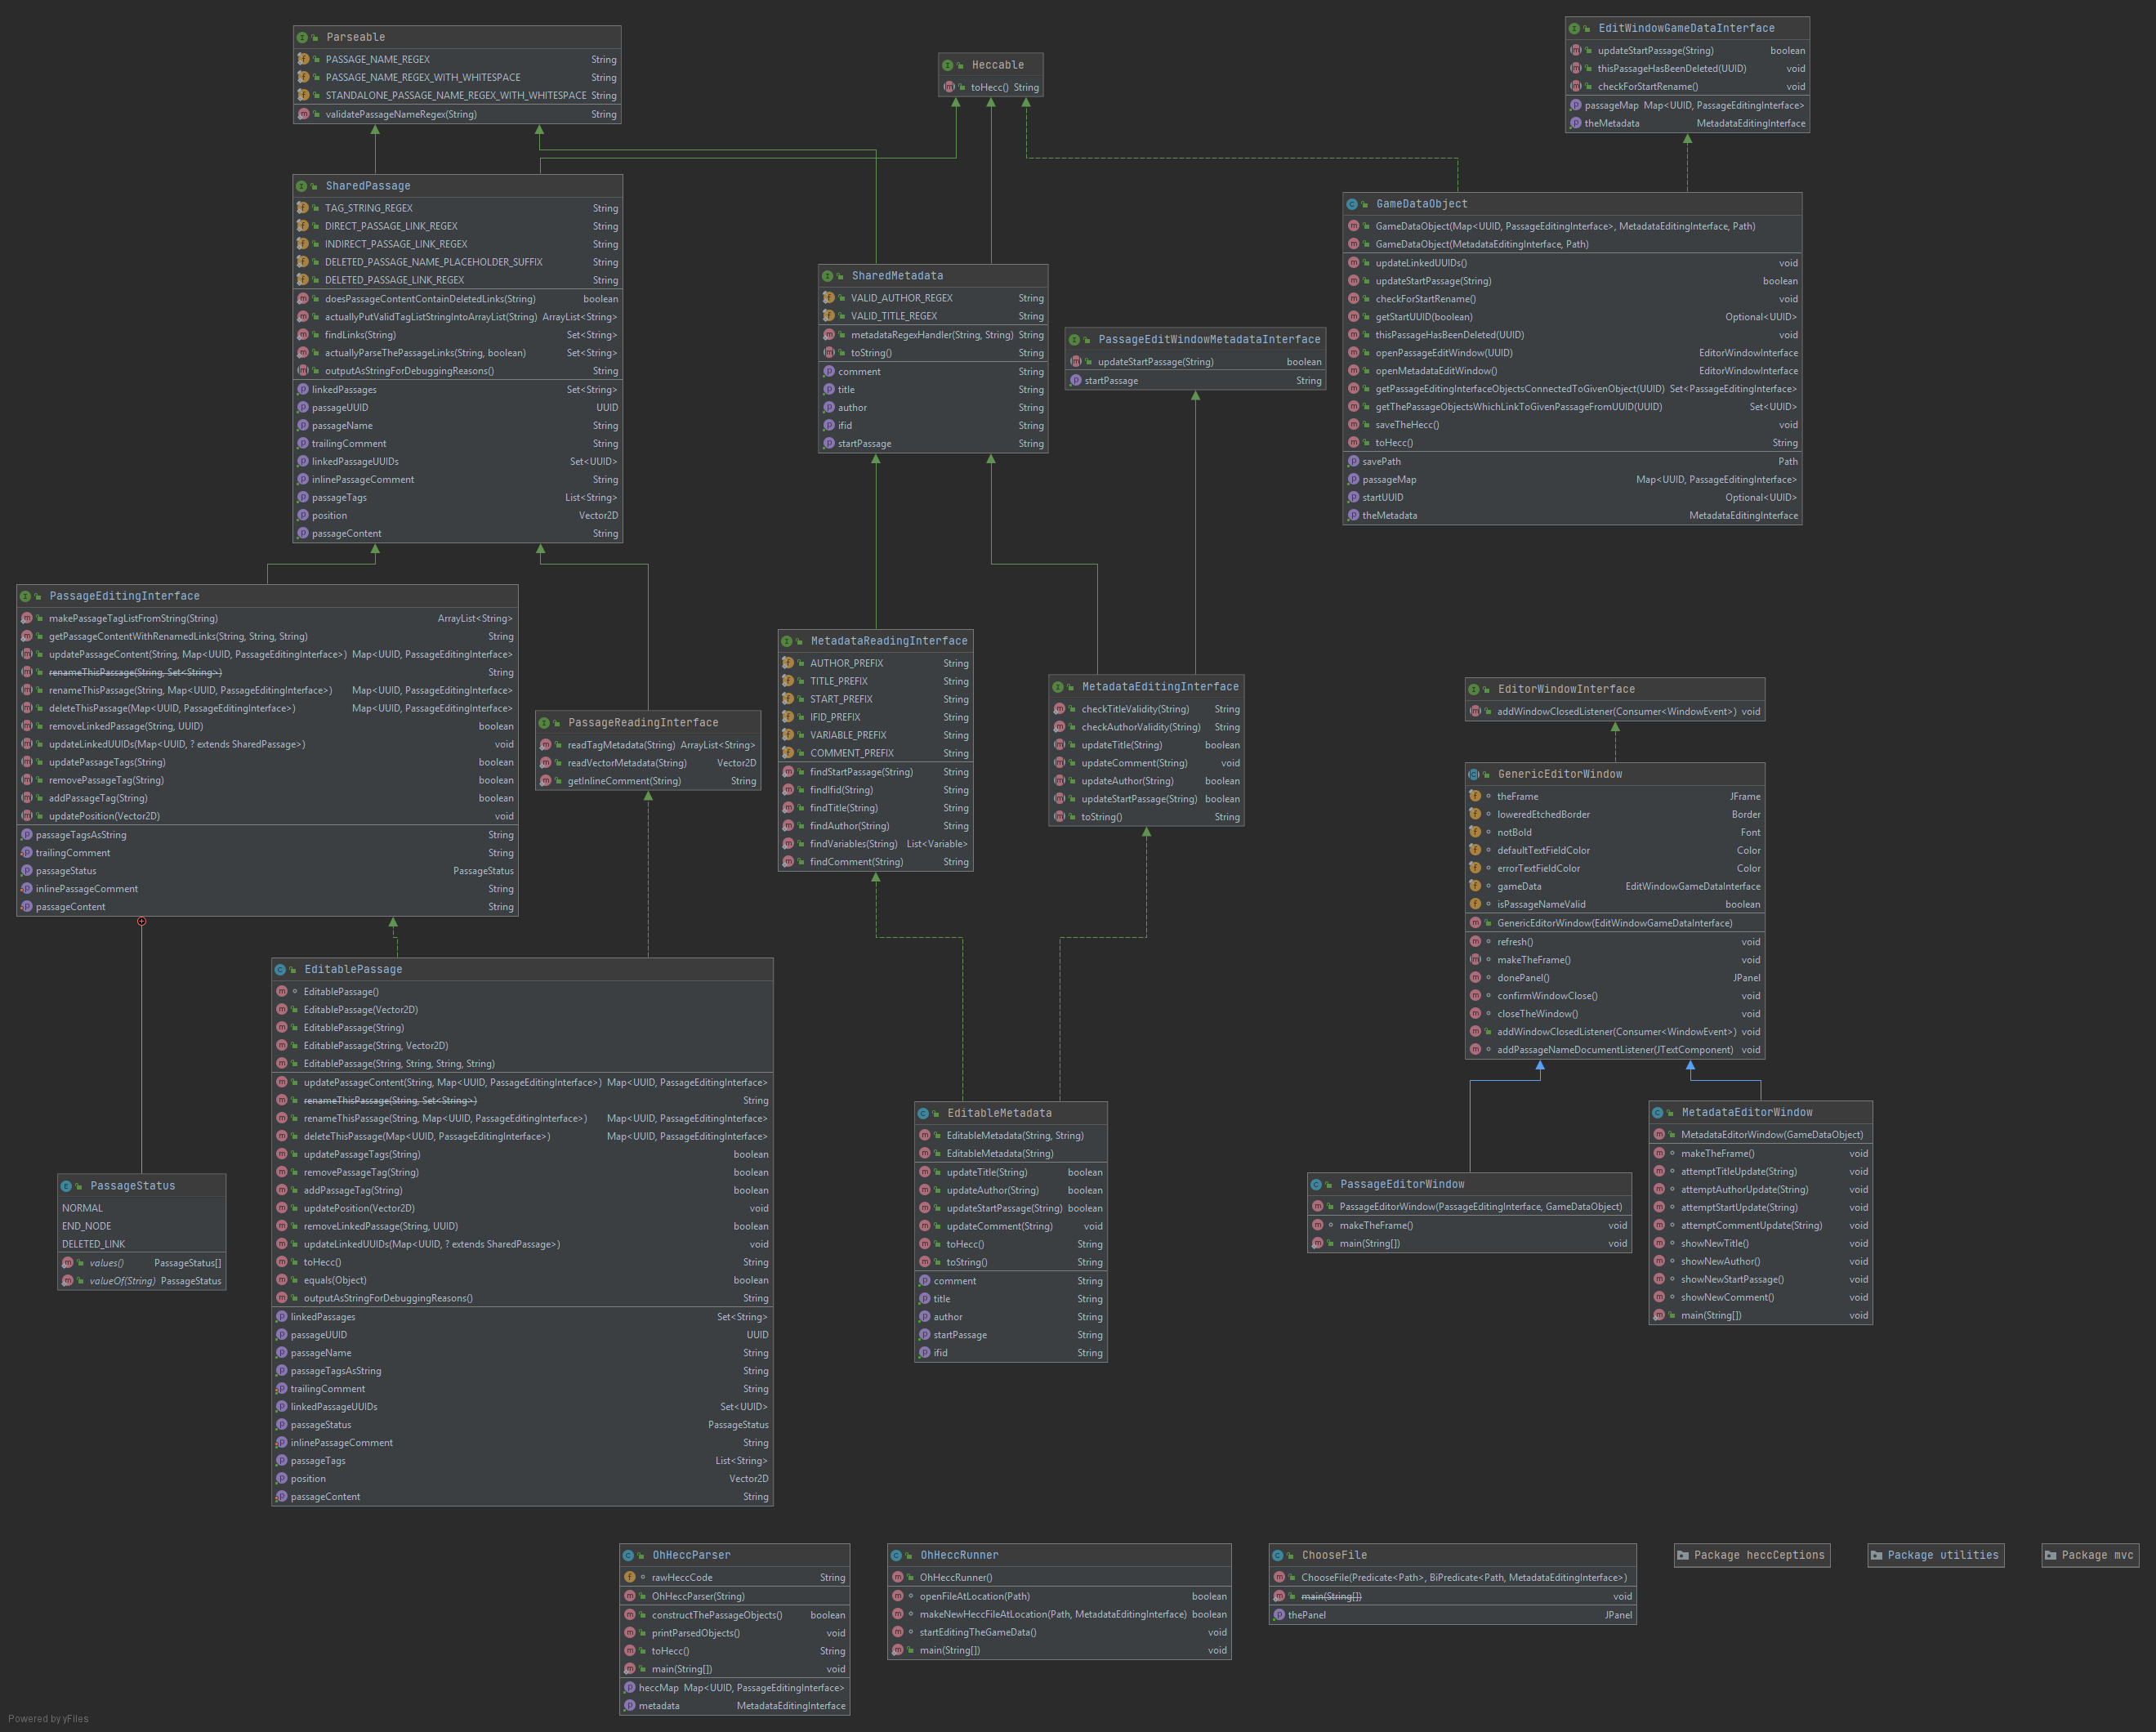 Parseable
PASSAGE_NAME_REGEX String
PASSAGE_NAME_REGEX_WITH_WHITESPACE String
STANDALONE_PASSAGE_NAME_REGEX_WITH_WHITESPACE String
validatePassageNameRegex(String) String
Heccable
toHecc() String
EditWindowGameDataInterface
updateStartPassage(String) boolean
thisPassageHasBeenDeleted(UUID) void
checkForStartRename() void
passageMap Map<UUID, PassageEditingInterface>
theMetadata MetadataEditingInterface
SharedPassage
TAG_STRING_REGEX String
DIRECT_PASSAGE_LINK_REGEX String
INDIRECT_PASSAGE_LINK_REGEX String
DELETED_PASSAGE_NAME_PLACEHOLDER_SUFFIX String
DELETED_PASSAGE_LINK_REGEX String
doesPassageContentContainDeletedLinks(String) boolean
actuallyPutValidTagListStringIntoArrayList(String) ArrayList<String>
findLinks(String) Set<String>
actuallyParseThePassageLinks(String, boolean) Set<String>
outputAsStringForDebuggingReasons() String
linkedPassages Set<String>
passageUUID UUID
passageName String
trailingComment String
linkedPassageUUIDs Set<UUID>
inlinePassageComment String
passageTags List<String>
position Vector2D
passageContent String
GameDataObject
GameDataObject(Map<UUID, PassageEditingInterface>, MetadataEditingInterface, Path)
GameDataObject(MetadataEditingInterface, Path)
updateLinkedUUIDs() void
updateStartPassage(String) boolean
checkForStartRename() void
getStartUUID(boolean) Optional<UUID>
thisPassageHasBeenDeleted(UUID) void
openPassageEditWindow(UUID) EditorWindowInterface
openMetadataEditWindow() EditorWindowInterface
getPassageEditingInterfaceObjectsConnectedToGivenObject(UUID) Set<PassageEditingInterface>
getThePassageObjectsWhichLinkToGivenPassageFromUUID(UUID) Set<UUID>
saveTheHecc() void
toHecc() String
savePath Path
passageMap Map<UUID, PassageEditingInterface>
startUUID Optional<UUID>
theMetadata MetadataEditingInterface
SharedMetadata
VALID_AUTHOR_REGEX String
VALID_TITLE_REGEX String
metadataRegexHandler(String, String) String
toString() String
comment String
title String
author String
ifid String
startPassage String
PassageEditWindowMetadataInterface
updateStartPassage(String) boolean
startPassage String
PassageEditingInterface
makePassageTagListFromString(String) ArrayList<String>
getPassageContentWithRenamedLinks(String, String, String) String
updatePassageContent(String, Map<UUID, PassageEditingInterface>) Map<UUID, PassageEditingInterface>
renameThisPassage(String, Set<String>) String
renameThisPassage(String, Map<UUID, PassageEditingInterface>) Map<UUID, PassageEditingInterface>
deleteThisPassage(Map<UUID, PassageEditingInterface>) Map<UUID, PassageEditingInterface>
removeLinkedPassage(String, UUID) boolean
updateLinkedUUIDs(Map<UUID, ? extends SharedPassage>) void
updatePassageTags(String) boolean
removePassageTag(String) boolean
addPassageTag(String) boolean
updatePosition(Vector2D) void
passageTagsAsString String
trailingComment String
passageStatus PassageStatus
inlinePassageComment String
passageContent String
PassageReadingInterface
readTagMetadata(String) ArrayList<String>
readVectorMetadata(String) Vector2D
getInlineComment(String) String
MetadataReadingInterface
AUTHOR_PREFIX String
TITLE_PREFIX String
START_PREFIX String
IFID_PREFIX String
VARIABLE_PREFIX String
COMMENT_PREFIX String
findStartPassage(String) String
findIfid(String) String
findTitle(String) String
findAuthor(String) String
findVariables(String) List<Variable>
findComment(String) String
MetadataEditingInterface
checkTitleValidity(String) String
checkAuthorValidity(String) String
updateTitle(String) boolean
updateComment(String) void
updateAuthor(String) boolean
updateStartPassage(String) boolean
toString() String
EditorWindowInterface
addWindowClosedListener(Consumer<WindowEvent>) void
GenericEditorWindow
theFrame JFrame
loweredEtchedBorder Border
notBold Font
defaultTextFieldColor Color
errorTextFieldColor Color
gameData EditWindowGameDataInterface
isPassageNameValid boolean
GenericEditorWindow(EditWindowGameDataInterface)
refresh() void
makeTheFrame() void
donePanel() JPanel
confirmWindowClose() void
closeTheWindow() void
addWindowClosedListener(Consumer<WindowEvent>) void
addPassageNameDocumentListener(JTextComponent) void
EditablePassage
EditablePassage()
EditablePassage(Vector2D)
EditablePassage(String)
EditablePassage(String, Vector2D)
EditablePassage(String, String, String, String)
updatePassageContent(String, Map<UUID, PassageEditingInterface>) Map<UUID, PassageEditingInterface>
renameThisPassage(String, Set<String>) String
renameThisPassage(String, Map<UUID, PassageEditingInterface>) Map<UUID, PassageEditingInterface>
deleteThisPassage(Map<UUID, PassageEditingInterface>) Map<UUID, PassageEditingInterface>
updatePassageTags(String) boolean
removePassageTag(String) boolean
addPassageTag(String) boolean
updatePosition(Vector2D) void
removeLinkedPassage(String, UUID) boolean
updateLinkedUUIDs(Map<UUID, ? extends SharedPassage>) void
toHecc() String
equals(Object) boolean
outputAsStringForDebuggingReasons() String
linkedPassages Set<String>
passageUUID UUID
passageName String
passageTagsAsString String
trailingComment String
linkedPassageUUIDs Set<UUID>
passageStatus PassageStatus
inlinePassageComment String
passageTags List<String>
position Vector2D
passageContent String
PassageStatus
NORMAL
END_NODE
DELETED_LINK
values() PassageStatus[]
valueOf(String) PassageStatus
EditableMetadata
EditableMetadata(String, String)
EditableMetadata(String)
updateTitle(String) boolean
updateAuthor(String) boolean
updateStartPassage(String) boolean
updateComment(String) void
toHecc() String
toString() String
comment String
title String
author String
startPassage String
ifid String
PassageEditorWindow
PassageEditorWindow(PassageEditingInterface, GameDataObject)
makeTheFrame() void
main(String[]) void
MetadataEditorWindow
MetadataEditorWindow(GameDataObject)
makeTheFrame() void
attemptTitleUpdate(String) void
attemptAuthorUpdate(String) void
attemptStartUpdate(String) void
attemptCommentUpdate(String) void
showNewTitle() void
showNewAuthor() void
showNewStartPassage() void
showNewComment() void
main(String[]) void
OhHeccParser
rawHeccCode String
OhHeccParser(String)
constructThePassageObjects() boolean
printParsedObjects() void
toHecc() String
main(String[]) void
heccMap Map<UUID, PassageEditingInterface>
metadata MetadataEditingInterface
OhHeccRunner
OhHeccRunner()
openFileAtLocation(Path) boolean
makeNewHeccFileAtLocation(Path, MetadataEditingInterface) boolean
startEditingTheGameData() void
main(String[]) void
ChooseFile
ChooseFile(Predicate<Path>, BiPredicate<Path, MetadataEditingInterface>)
main(String[]) void
thePanel JPanel
Package heccCeptions
Package utilities
Package mvc
Powered by yFiles